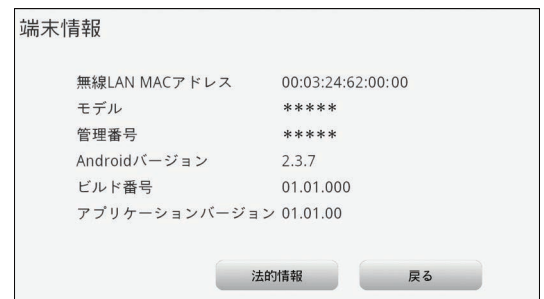 端末情報
無線LAN MACアドレス 00:03:24:62:00:00
モデル *****
管理番号 *****
Androidバージョン 2.3.7
ビルド番号 01.01.000
アプリケーションバージョン 01.01.00
法的情報 戻る